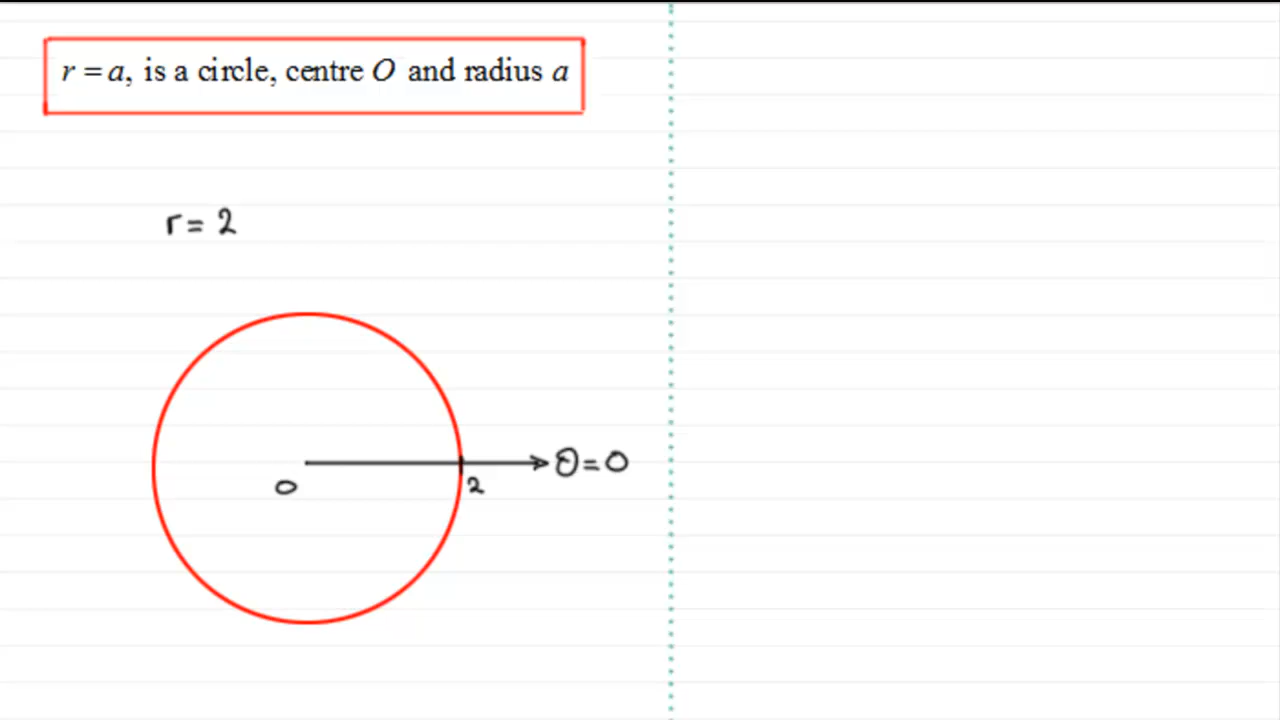 r = a, is a circle, centre O and radius a
r = 2
θ = 0
O
2